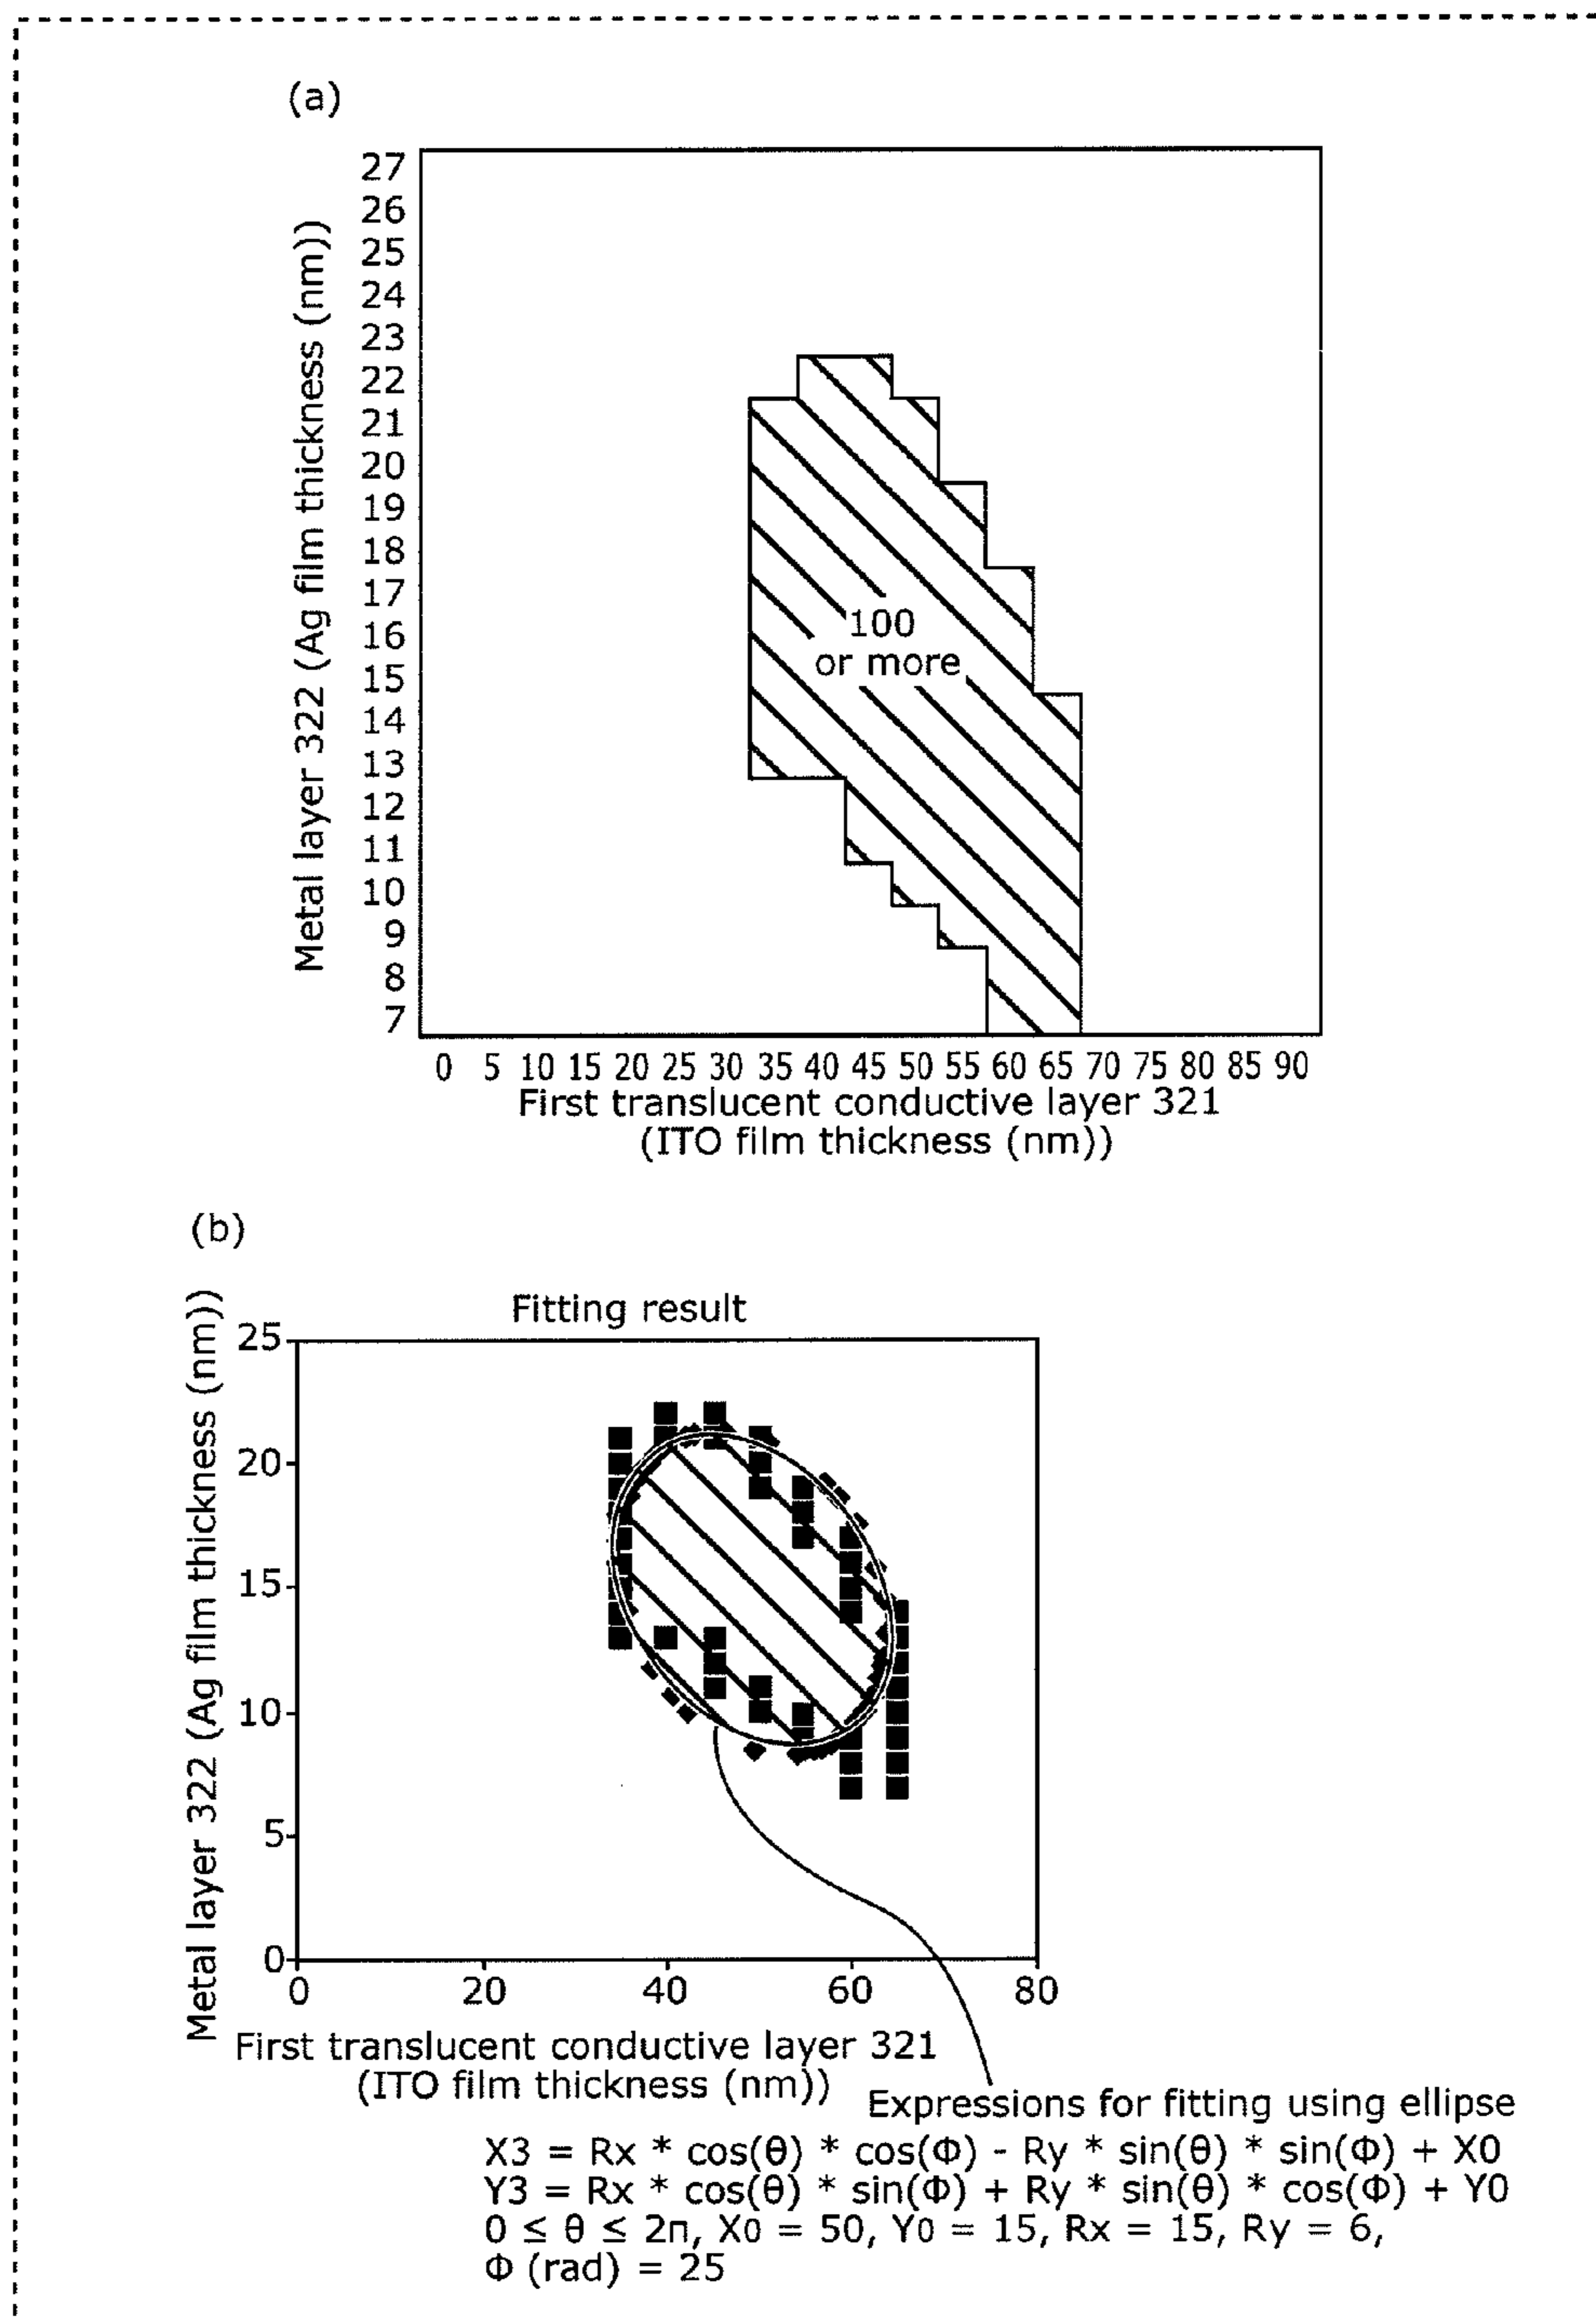 (a)
Metal layer 322 (Ag film thickness (nm))
27
26
25
24
23
22
21
20
19
18
17
16
15
14
13
12
11
10
9
8
7
100
or more
0 5 10 15 20 25 30 35 40 45 50 55 60 65 70 75 80 85 90
First translucent conductive layer 321
(ITO film thickness (nm))
(b)
Fitting result
Metal layer 322 (Ag film thickness (nm))
25
20
15
10
5
0
0 20 40 60 80
First translucent conductive layer 321
(ITO film thickness (nm))
Expressions for fitting using ellipse
X3 = Rx * cos(θ) * cos(Φ) - Ry * sin(θ) * sin(Φ) + X0
Y3 = Rx * cos(θ) * sin(Φ) + Ry * sin(θ) * cos(Φ) + Y0
0 ≤ θ ≤ 2π, X0 = 50, Y0 = 15, Rx = 15, Ry = 6,
Φ (rad) = 25